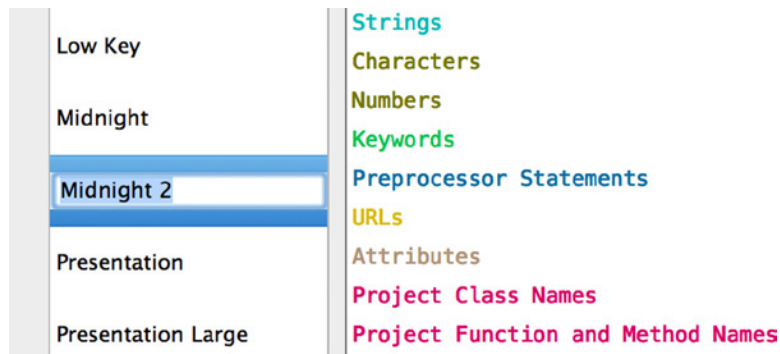 Low Key
Midnight
Midnight 2
Presentation
Presentation Large
Strings
Characters
Numbers
Keywords
Preprocessor Statements
URLs
Attributes
Project Class Names
Project Function and Method Names